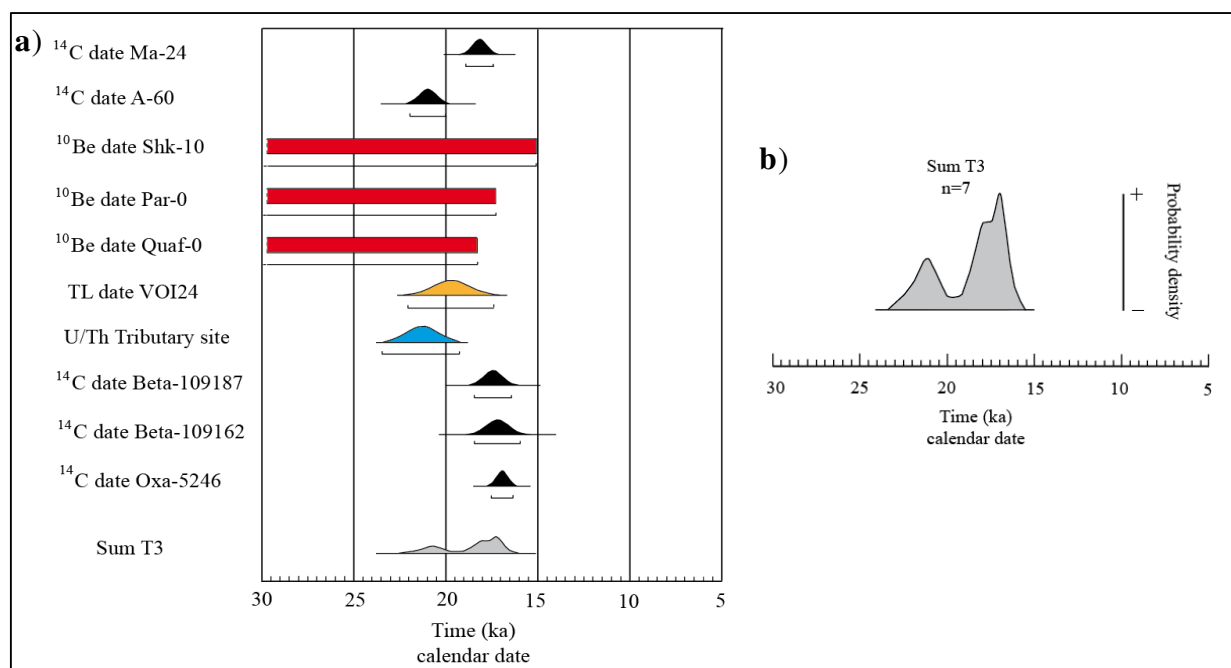 a)
¹⁴C date Ma-24
¹⁴C date A-60
¹⁰Be date Shk-10
¹⁰Be date Par-0
¹⁰Be date Quaf-0
TL date VOI24
U/Th Tributary site
¹⁴C date Beta-109187
¹⁴C date Beta-109162
¹⁴C date Oxa-5246
Sum T3
30 25 20 15 10 5
Time (ka)
calendar date
b)
Sum T3
n=7
+
–
Probability density
30 25 20 15 10 5
Time (ka)
calendar date